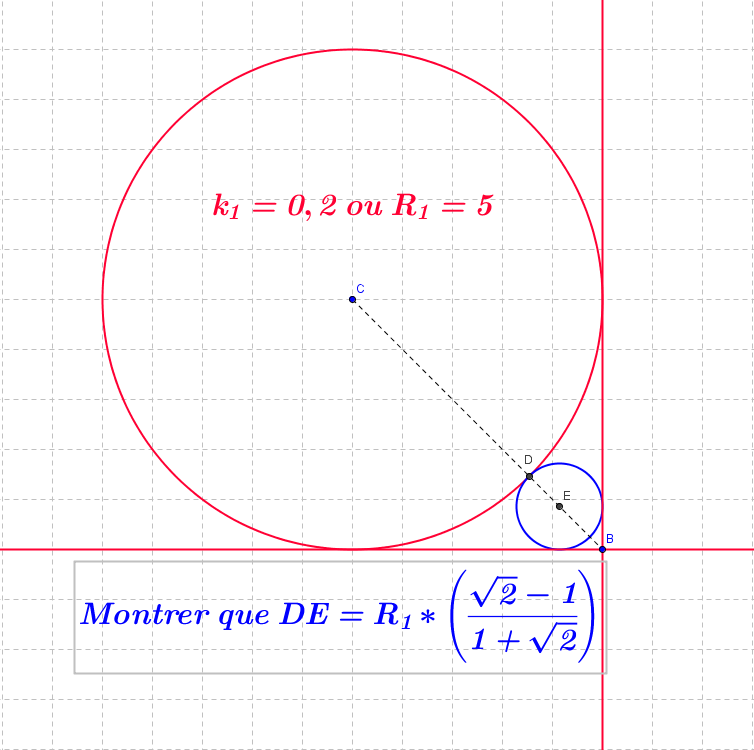 k₁ = 0, 2 ou R₁ = 5
C
D
E
B
Montrer que DE = R₁ * ((√2 − 1)/(1 + √2))